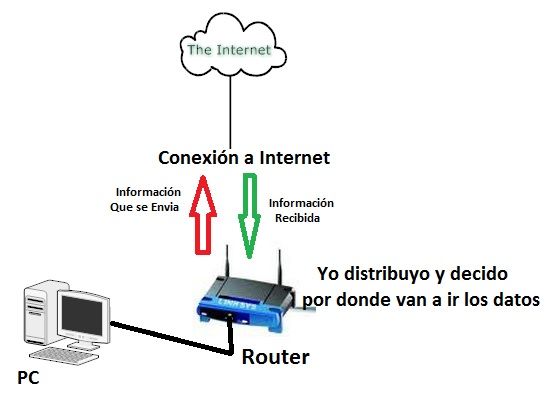 The Internet
Conexión a Internet
Información
Que se Envia
Información
Recibida
Yo distribuyo y decido
por donde van a ir los datos
LINKSYS
Router
PC